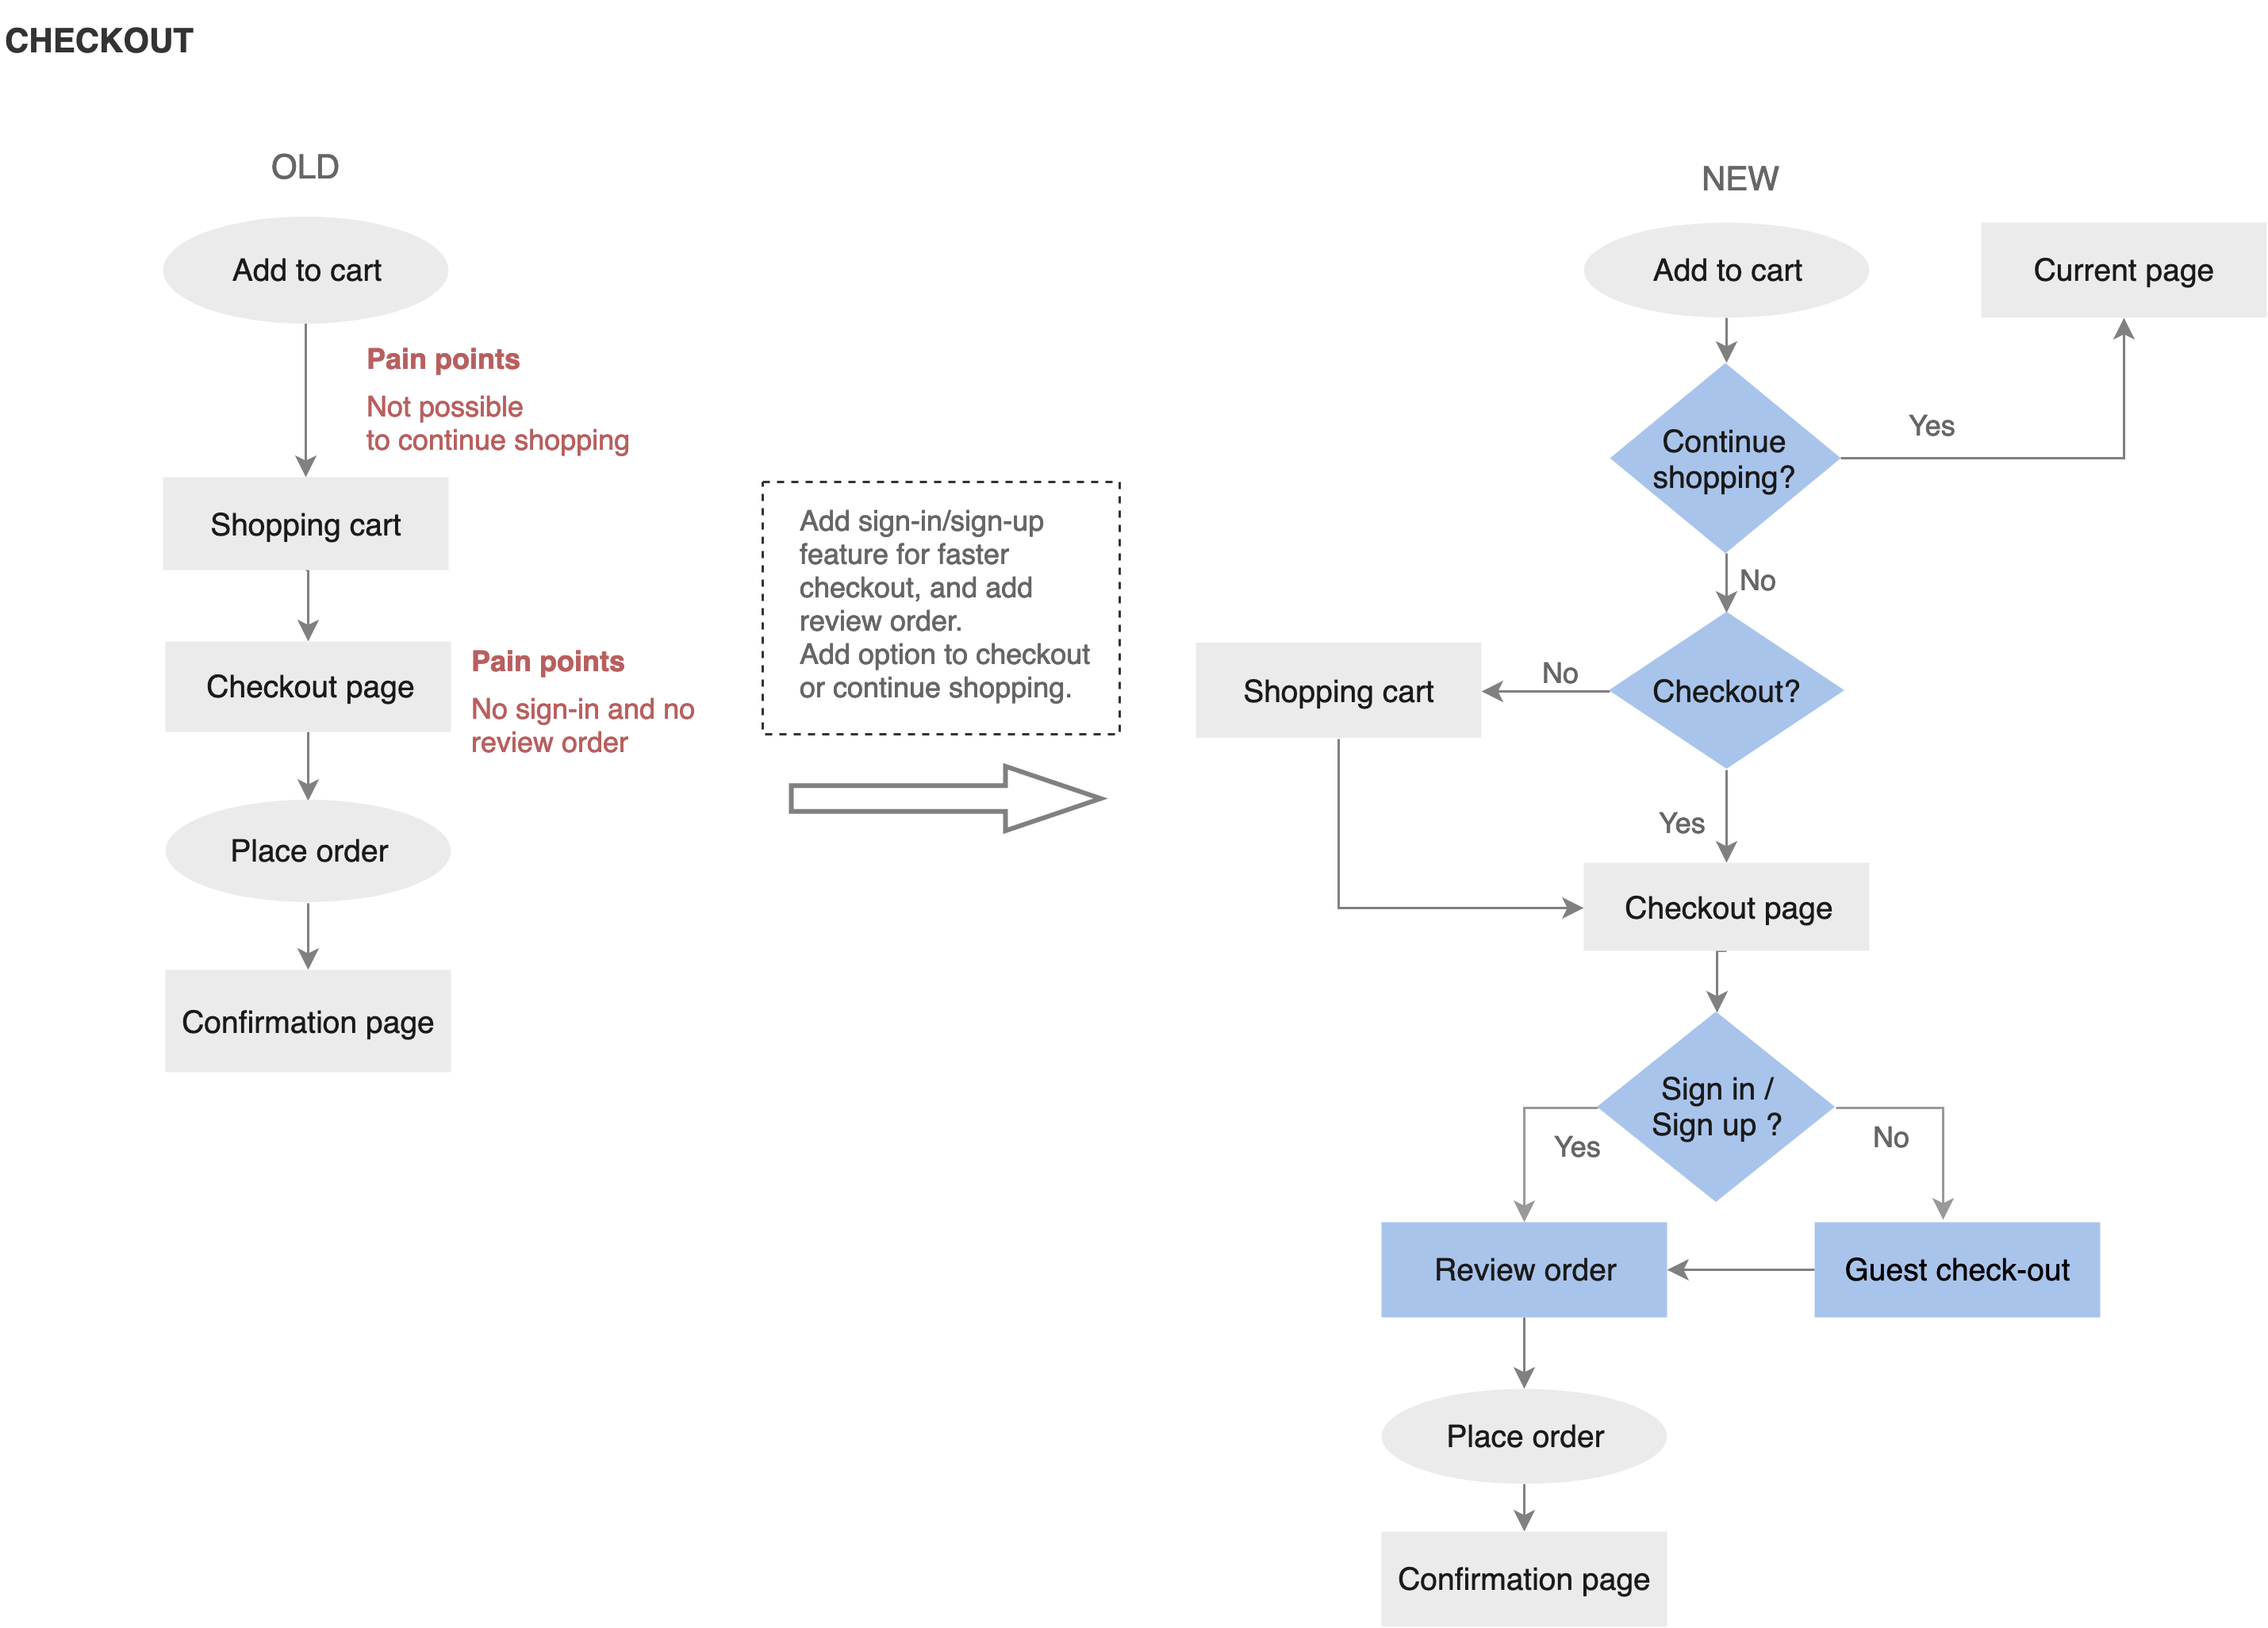 CHECKOUT
OLD
Add to cart
Pain points
Not possible
to continue shopping
Shopping cart
Checkout page
Pain points
No sign-in and no
review order
Place order
Confirmation page
Add sign-in/sign-up
feature for faster
checkout, and add
review order.
Add option to checkout
or continue shopping.
NEW
Add to cart
Current page
Continue
shopping?
Yes
No
Checkout?
No
Shopping cart
Yes
Checkout page
Sign in /
Sign up ?
Yes
No
Review order
Guest check-out
Place order
Confirmation page